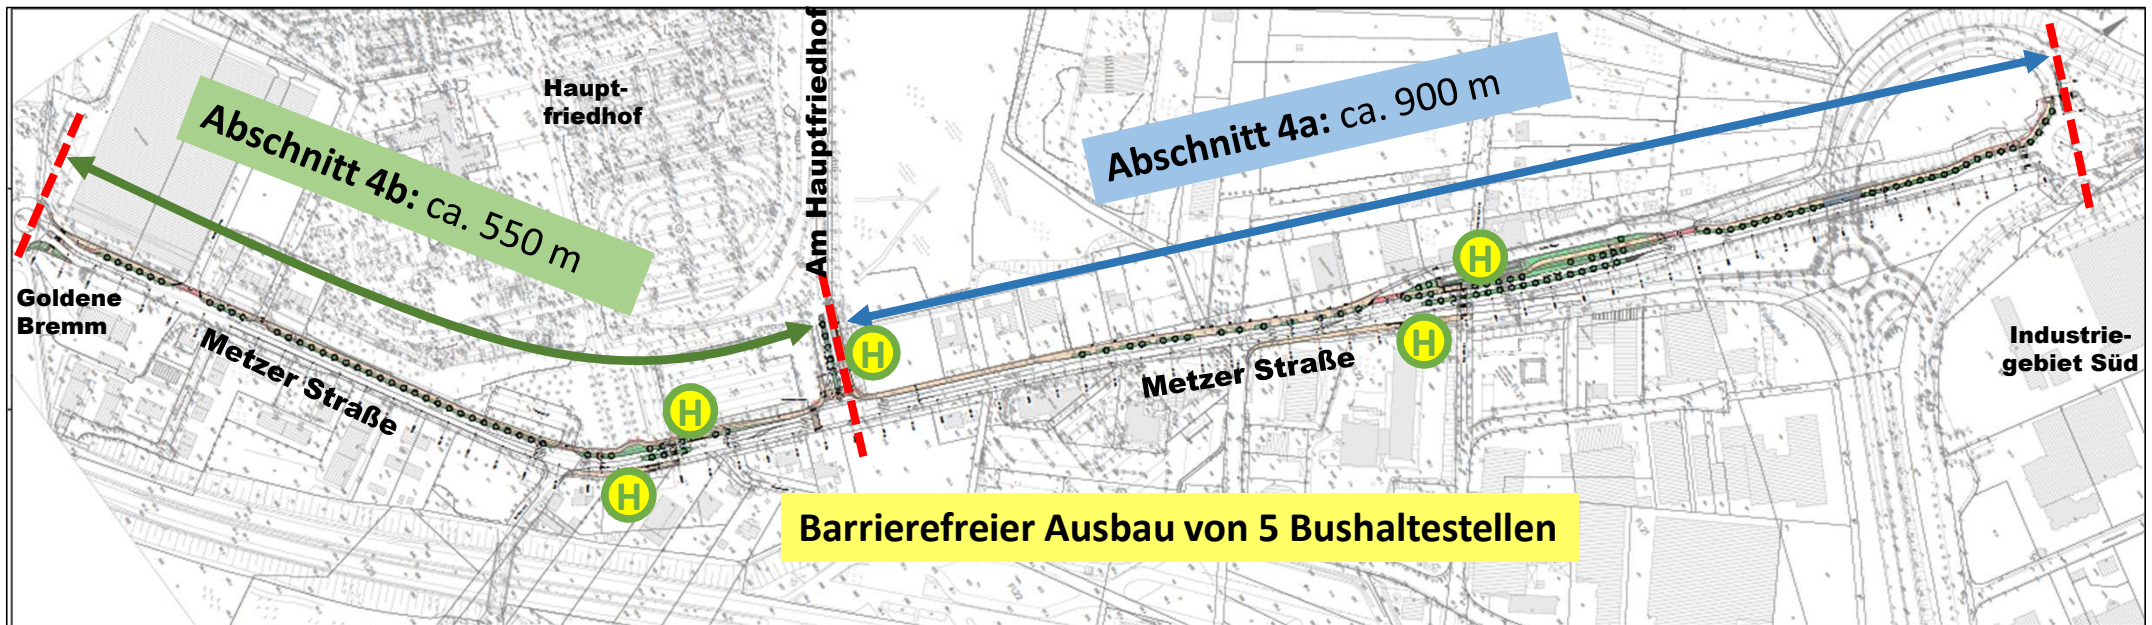 Am Hauptfriedhof
Haupt-
friedhof
Abschnitt 4b: ca. 550 m
Abschnitt 4a: ca. 900 m
Goldene
Bremm
Metzer Straße
Metzer Straße
H
H
H
H
H
Industrie-
gebiet Süd
Barrierefreier Ausbau von 5 Bushaltestellen